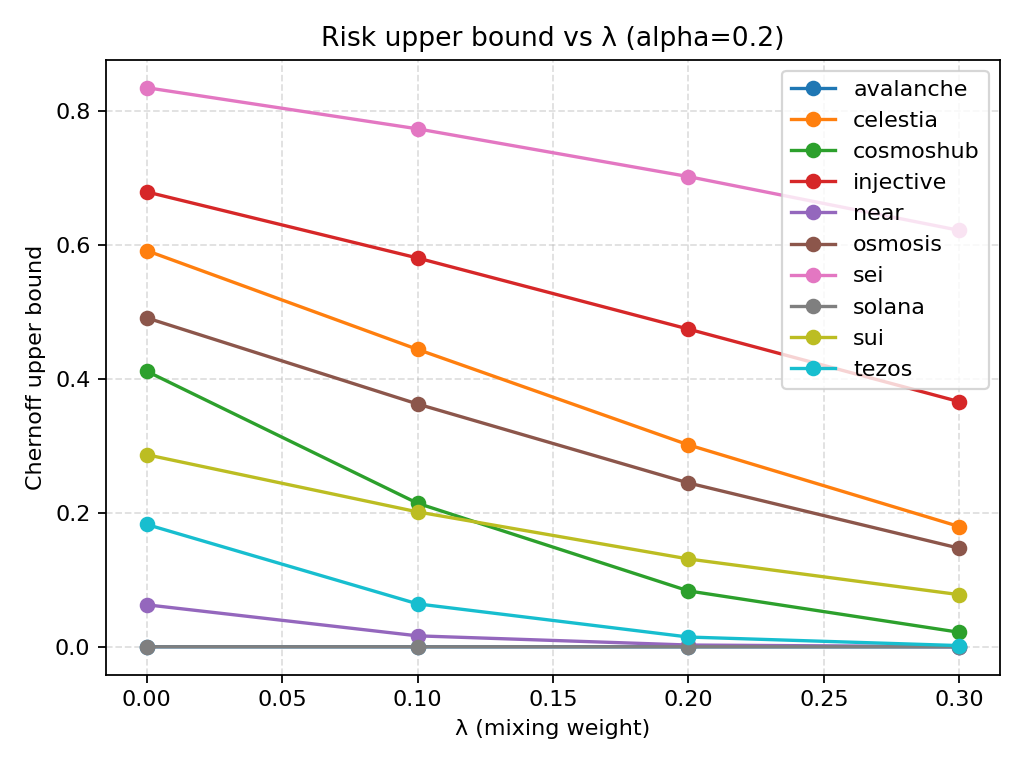 Risk upper bound vs λ (alpha=0.2)
Chernoff upper bound
0.8
0.6
0.4
0.2
0.0
avalanche
celestia
cosmoshub
injective
near
osmosis
sei
solana
sui
tezos
0.00 0.05 0.10 0.15 0.20 0.25 0.30
λ (mixing weight)